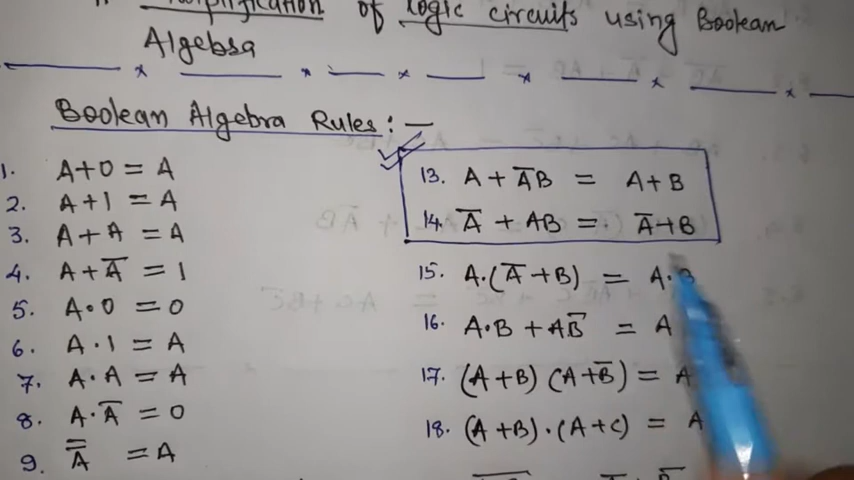 of Logic circuits using Boolean
Algebra
Boolean Algebra Rules : —
1. A+0 = A
2. A+1 = A
3. A+A = A
4. A+A̅ = 1
5. A•0 = 0
6. A·1 = A
7. A·A = A
8. A·A̅ = 0
9. A̿ = A
13. A + A̅B = A+B
14. A̅ + AB = A̅+B
15. A·(A̅+B) = A·B
16. A·B + AB̅ = A
17. (A+B) (A+B̅) = A
18. (A+B)·(A+C) = A